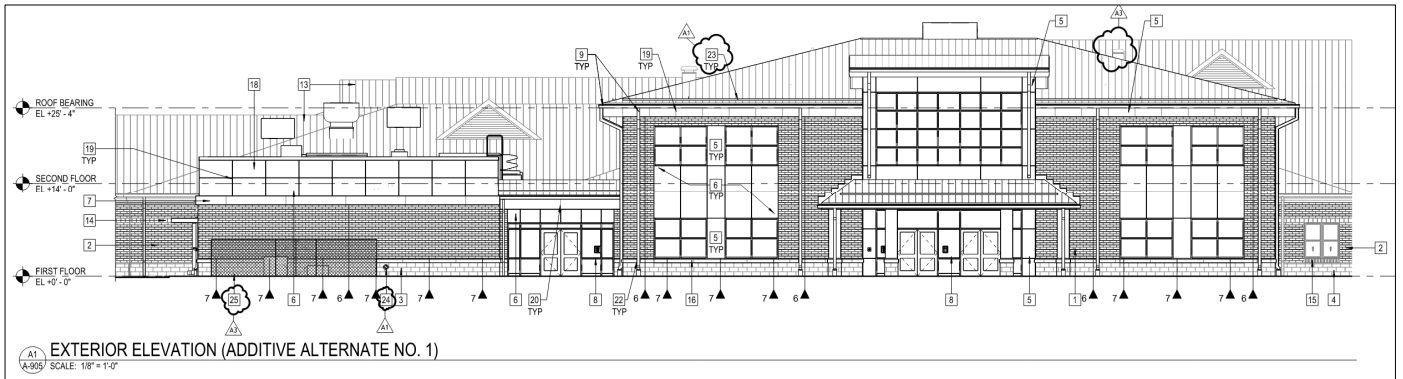 A1
A3
5
5
9
TYP
19
TYP
23
TYP
18
13
ROOF BEARING
EL +25' - 4"
19
TYP
5
TYP
SECOND FLOOR
EL +14' - 0"
6
TYP
7
14
2
5
TYP
2
FIRST FLOOR
EL +0' - 0"
7
25
7
7
6
7
24
7
6
3
7
6
20
TYP
8
22
TYP
6
7
16
7
7
6
8
5
1
6
7
7
7
6
15
4
A3
A1
A1
A-905
EXTERIOR ELEVATION (ADDITIVE ALTERNATE NO. 1)
SCALE: 1/8" = 1'-0"